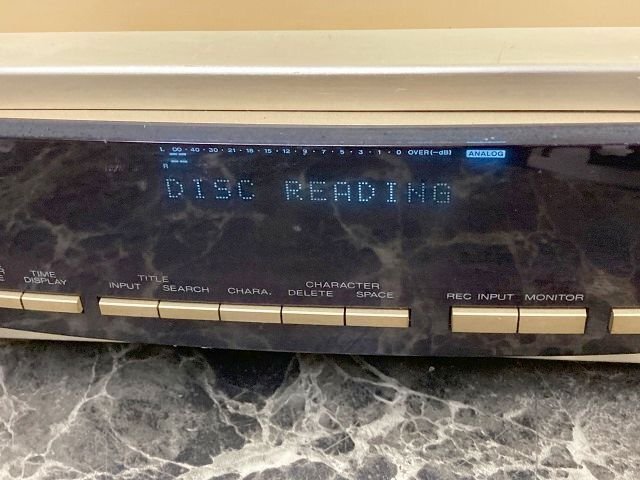 L 00 · 40 · 30 · 21 · 18 · 15 · 12 · 9 · 7 · 5 · 3 · 1 · 0 OVER(-dB) ANALOG
R
DISC READING
TIME
DISPLAY
TITLE
INPUT SEARCH CHARA.
CHARACTER
DELETE SPACE
REC INPUT MONITOR